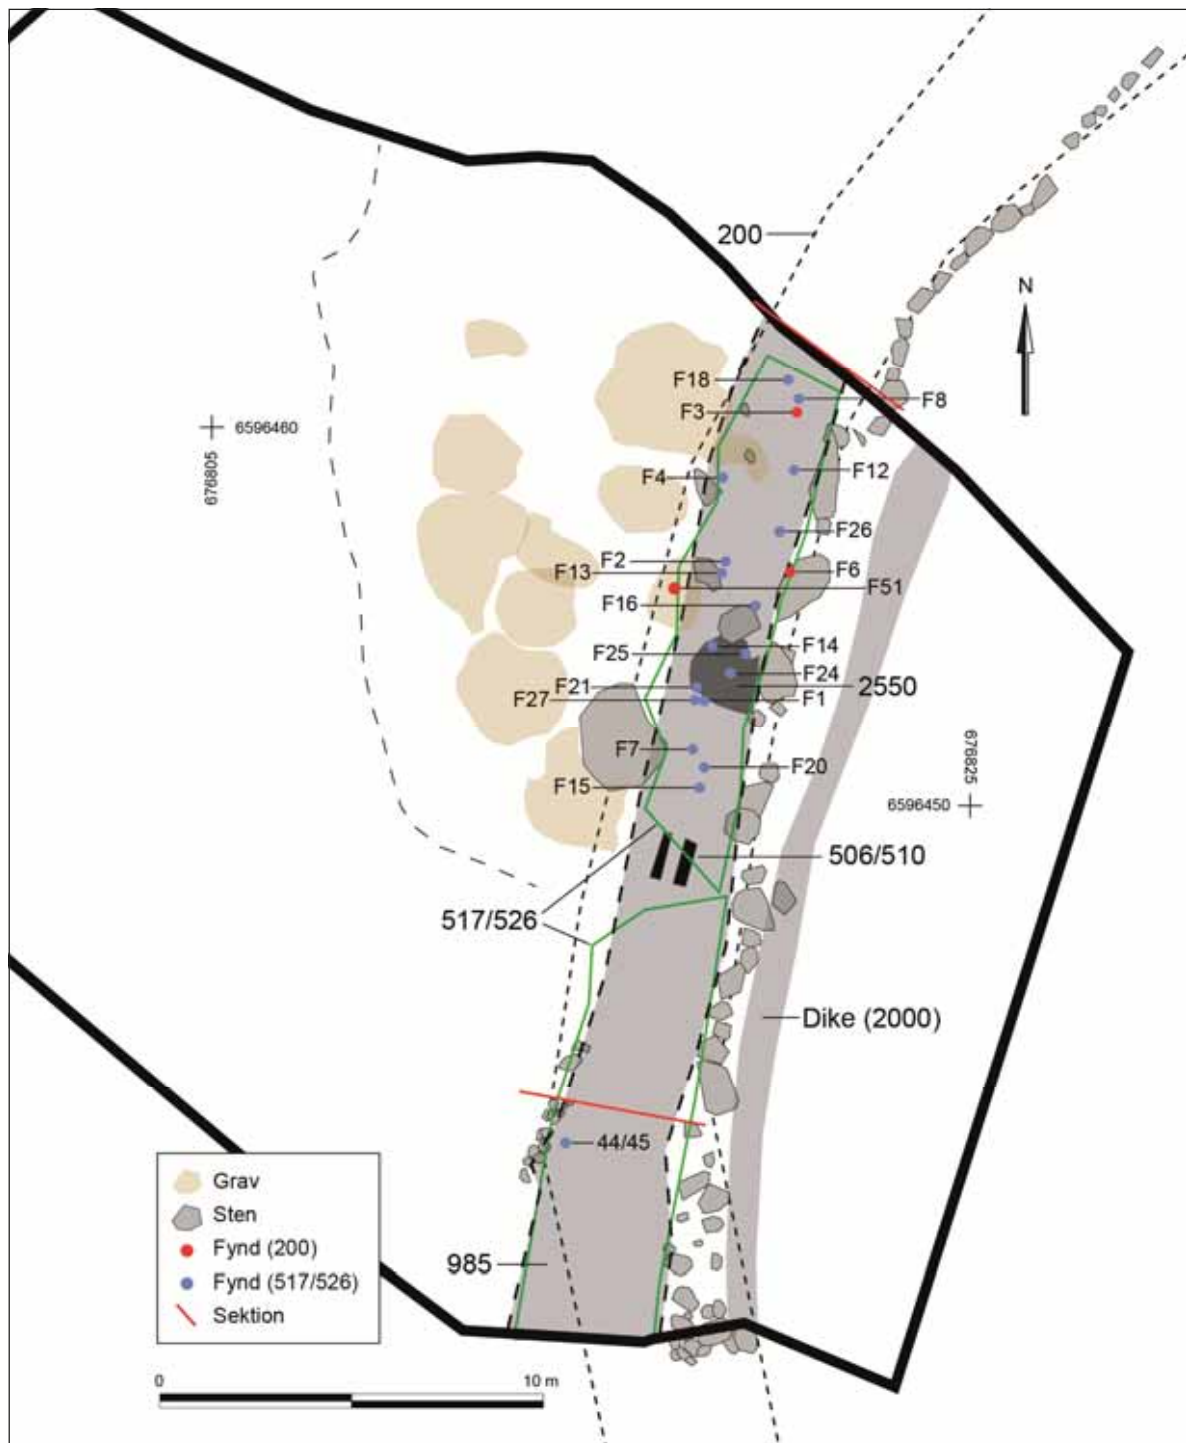 200
N
F18
F8
F3
6596460
676805
F4
F12
F26
F2
F13
F6
F51
F16
F14
F25
F24
F21
2550
F27
F1
F7
F20
F15
676825
6596450
506/510
517/526
Dike (2000)
44/45
985
Grav
Sten
Fynd (200)
Fynd (517/526)
Sektion
0
10 m